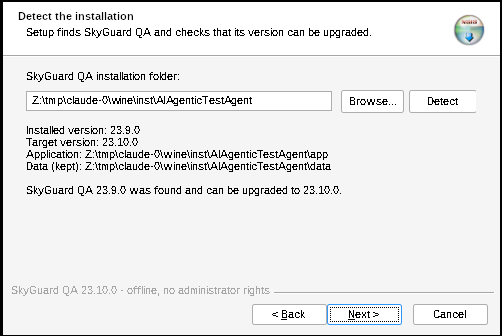 Detect the installation
Setup finds SkyGuard QA and checks that its version can be upgraded.
SkyGuard QA installation folder:
Z:\tmp\claude-0\wine\inst\AIAgenticTestAgent
Browse...
Detect
Installed version: 23.9.0
Target version: 23.10.0
Application: Z:\tmp\claude-0\wine\inst\AIAgenticTestAgent\app
Data (kept): Z:\tmp\claude-0\wine\inst\AIAgenticTestAgent\data
SkyGuard QA 23.9.0 was found and can be upgraded to 23.10.0.
SkyGuard QA 23.10.0 - offline, no administrator rights
< Back
Next >
Cancel